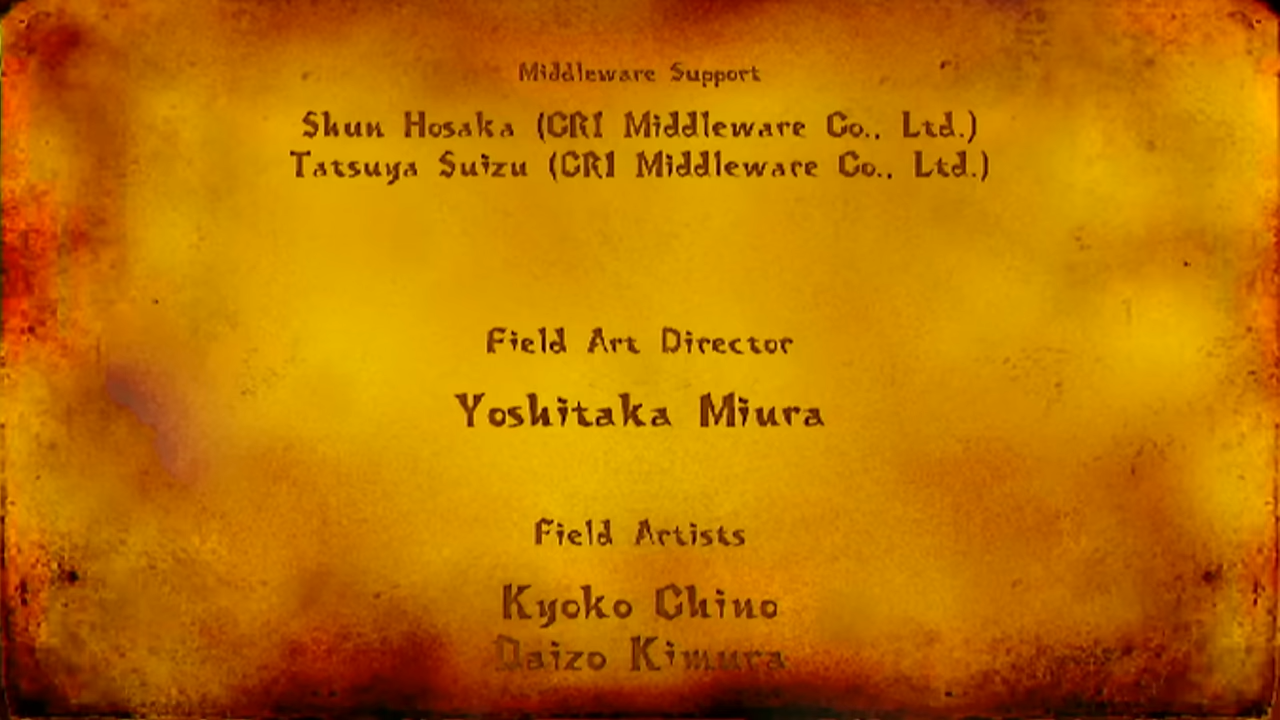 Middleware Support
Shun Hosaka (CRI Middleware Co., Ltd.)
Tatsuya Suizu (CRI Middleware Co., Ltd.)
Field Art Director
Yoshitaka Miura
Field Artists
Kyoko Chino
Daizo Kimura